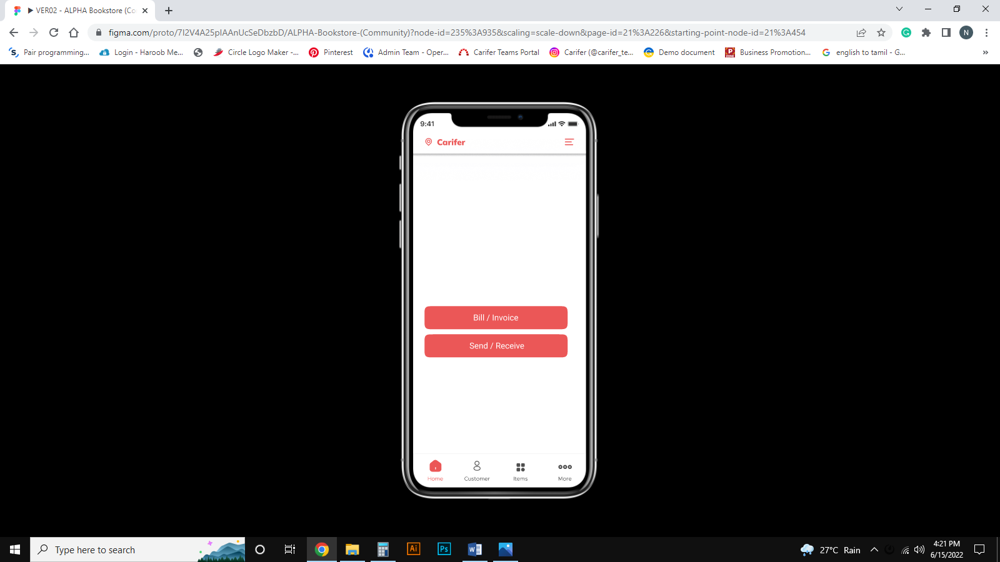 ▶ VER02 - ALPHA Bookstore (Co
figma.com/proto/7I2V4A25pIAAnUcSeDbzbD/ALPHA-Bookstore-(Community)?node-id=235%3A935&scaling=scale-down&page-id=21%3A226&starting-point-node-id=21%3A454
N
Pair programming...
Login - Haroob Me...
Circle Logo Maker -...
Pinterest
Admin Team - Oper...
Carifer Teams Portal
Carifer (@carifer_te...
Demo document
Business Promotion...
english to tamil - G...
9:41
Carifer
Bill / Invoice
Send / Receive
Home
Customer
Items
More
Type here to search
Ai
Ps
27°C Rain
4:21 PM
6/15/2022